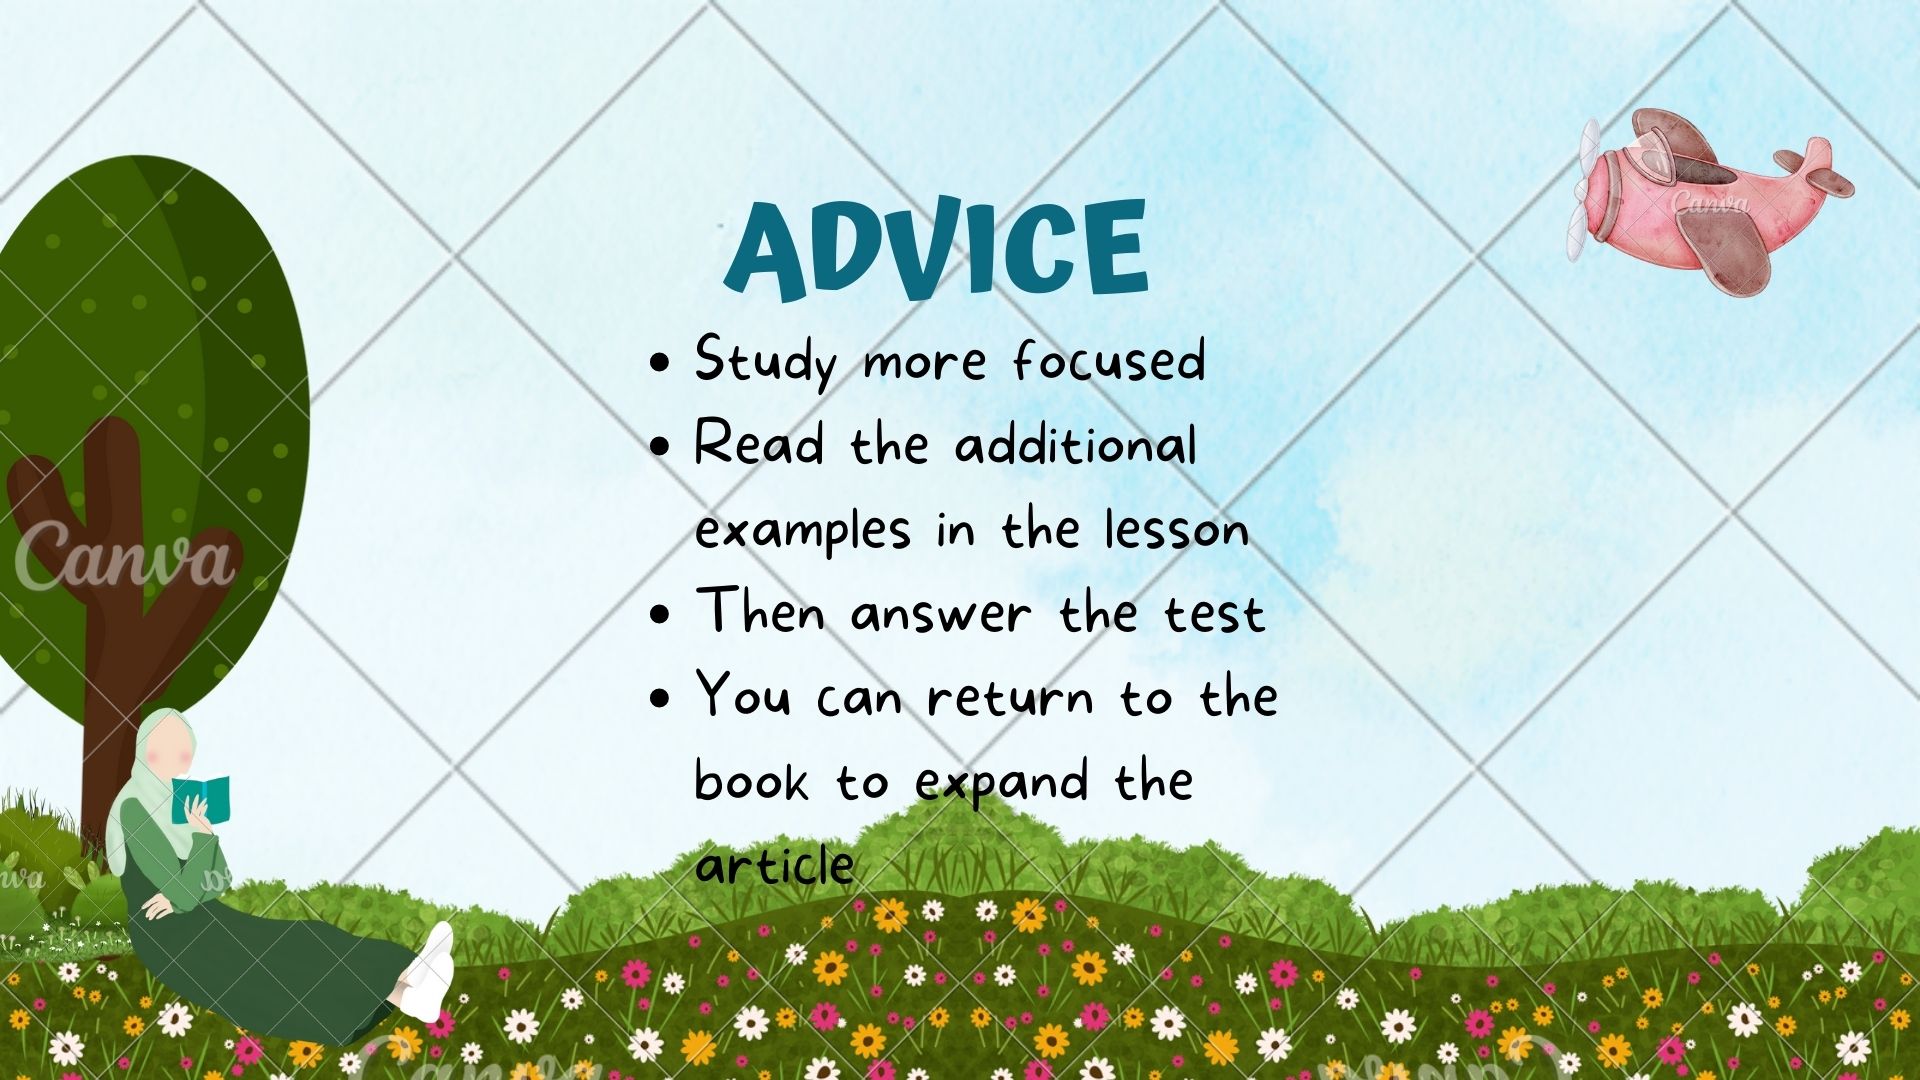 ADVICE
• Study more focused
• Read the additional
examples in the lesson
• Then answer the test
• You can return to the
book to expand the
article
Canva
Canva
Canva